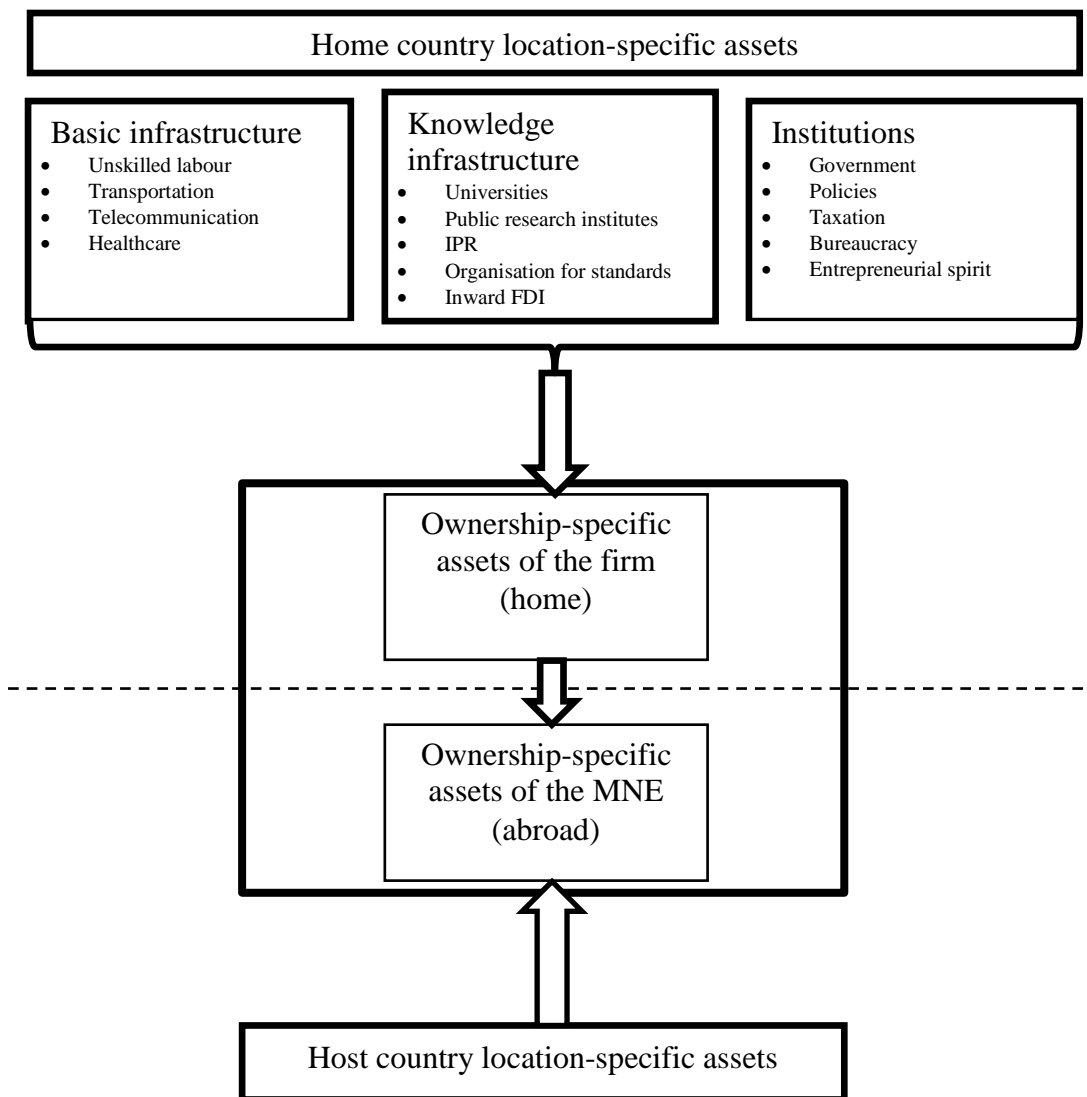 Home country location-specific assets
Basic infrastructure
• Unskilled labour
• Transportation
• Telecommunication
• Healthcare
Knowledge
infrastructure
• Universities
• Public research institutes
• IPR
• Organisation for standards
• Inward FDI
Institutions
• Government
• Policies
• Taxation
• Bureaucracy
• Entrepreneurial spirit
Ownership-specific
assets of the firm
(home)
Ownership-specific
assets of the MNE
(abroad)
Host country location-specific assets